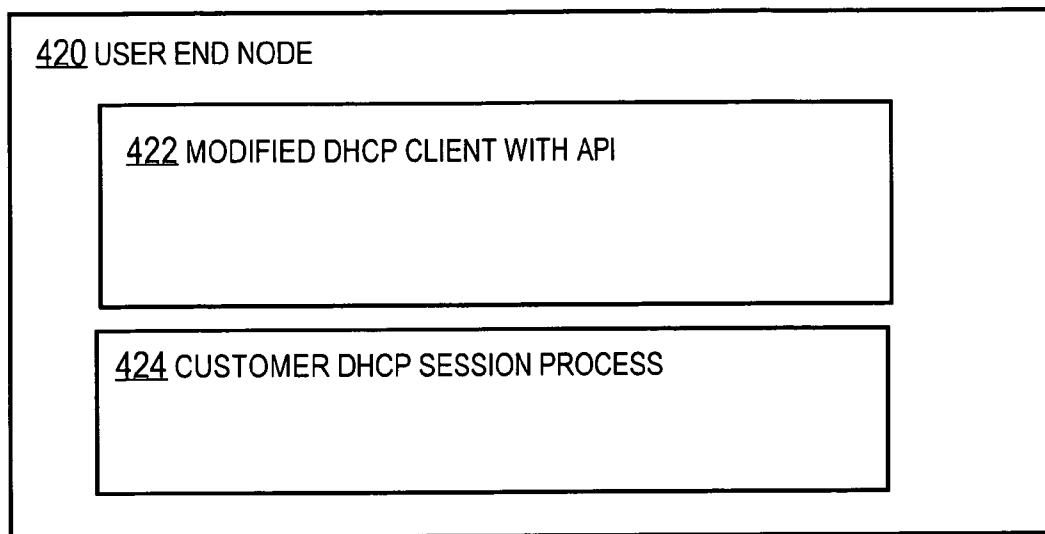 420 USER END NODE
422 MODIFIED DHCP CLIENT WITH API
424 CUSTOMER DHCP SESSION PROCESS